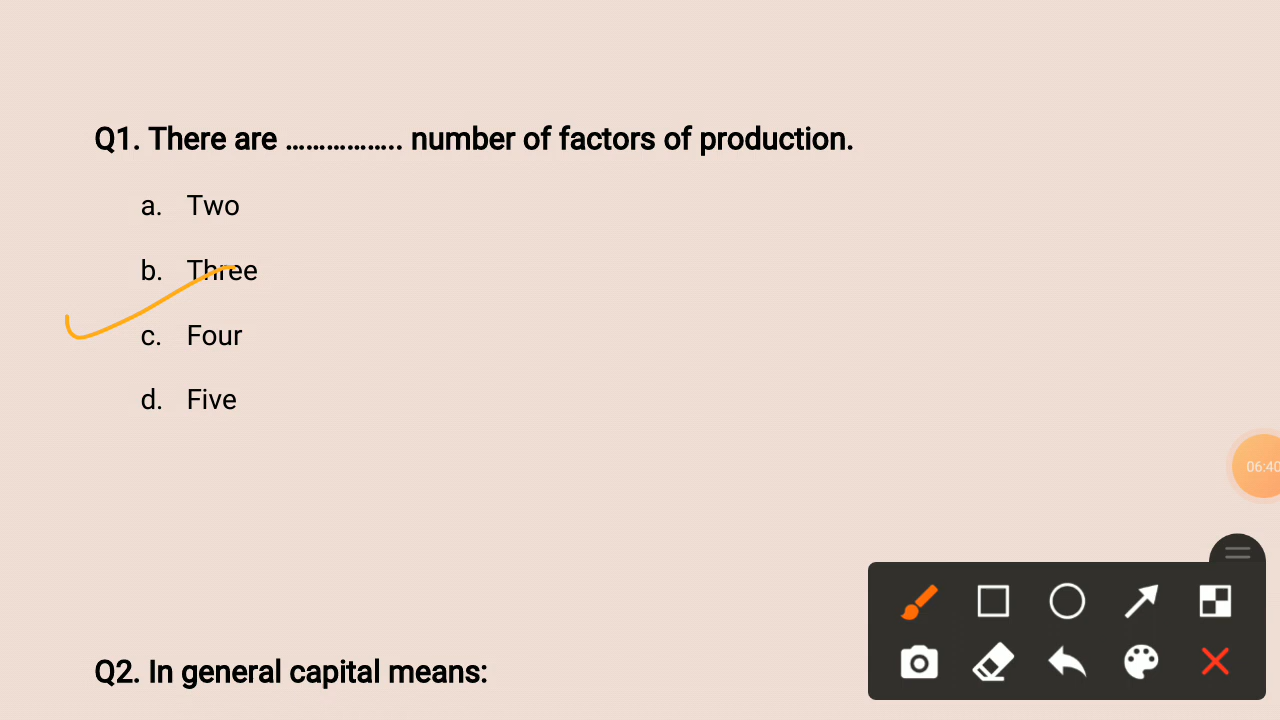 Q1. There are …………….. number of factors of production.
a. Two
b. Three
c. Four
d. Five
06:40
Q2. In general capital means: